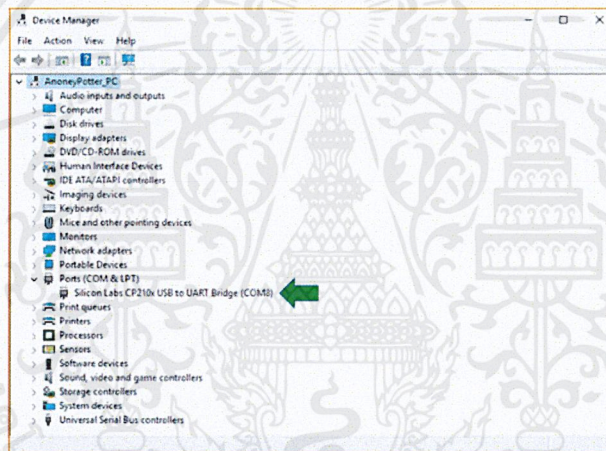 Device Manager
File Action View Help
AnoneyPotter_PC
Audio inputs and outputs
Computer
Disk drives
Display adapters
DVD/CD-ROM drives
Human Interface Devices
IDE ATA/ATAPI controllers
Imaging devices
Keyboards
Mice and other pointing devices
Monitors
Network adapters
Portable Devices
Ports (COM & LPT)
Silicon Labs CP210x USB to UART Bridge (COM8)
Print queues
Printers
Processors
Sensors
Software devices
Sound, video and game controllers
Storage controllers
System devices
Universal Serial Bus controllers